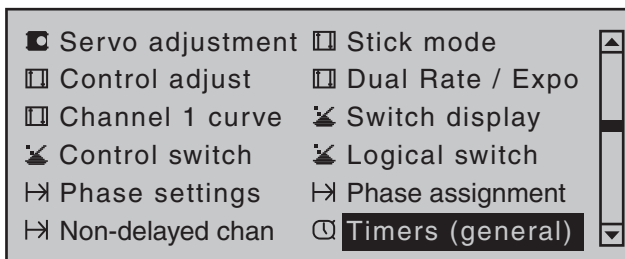 Servo adjustment Stick mode
Control adjust Dual Rate / Expo
Channel 1 curve Switch display
Control switch Logical switch
Phase settings Phase assignment
Non-delayed chan Timers (general)